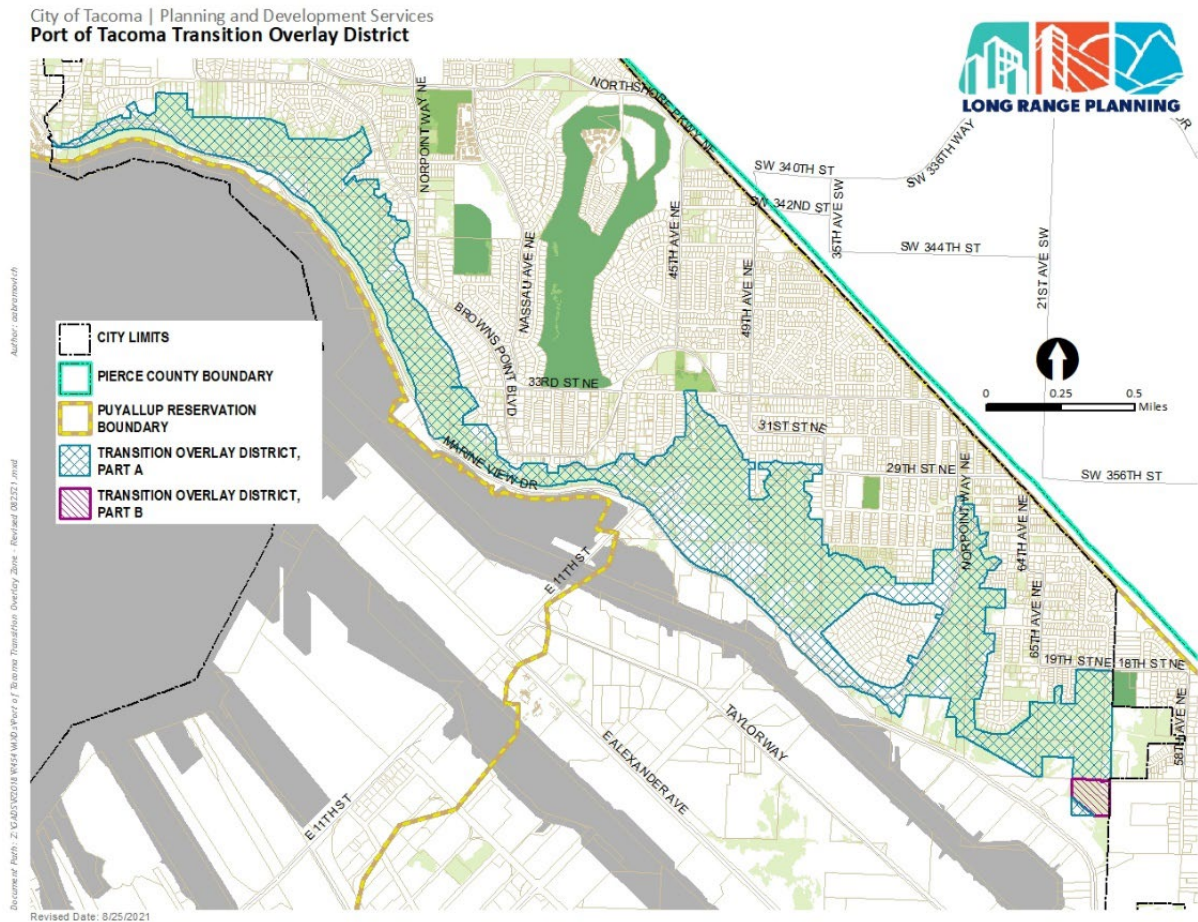 City of Tacoma | Planning and Development Services
Port of Tacoma Transition Overlay District
LONG RANGE PLANNING
NORTHSHORE PKWY NE
NORPOINT WAY NE
SW 340TH ST
SW 336TH WAY
DR
SW 342ND ST
35TH AVE SW
SW 344TH ST
21ST AVE SW
45TH AVE NE
49TH AVE NE
NASSAU AVE NE
BROWNS POINT BLVD
CITY LIMITS
PIERCE COUNTY BOUNDARY
PUYALLUP RESERVATION
BOUNDARY
TRANSITION OVERLAY DISTRICT,
PART A
TRANSITION OVERLAY DISTRICT,
PART B
0 0.25 0.5
Miles
33RD ST NE
31ST ST NE
29TH ST NE
SW 356TH ST
MARINE VIEW DR
NORPOINT WAY NE
64TH AVE NE
65TH AVE NE
E 11TH ST
19TH ST NE
18TH ST NE
58TH AVE NE
TAYLOR WAY
E ALEXANDER AVE
E 11TH ST
Author: aabramovich
Revised Date: 8/25/2021